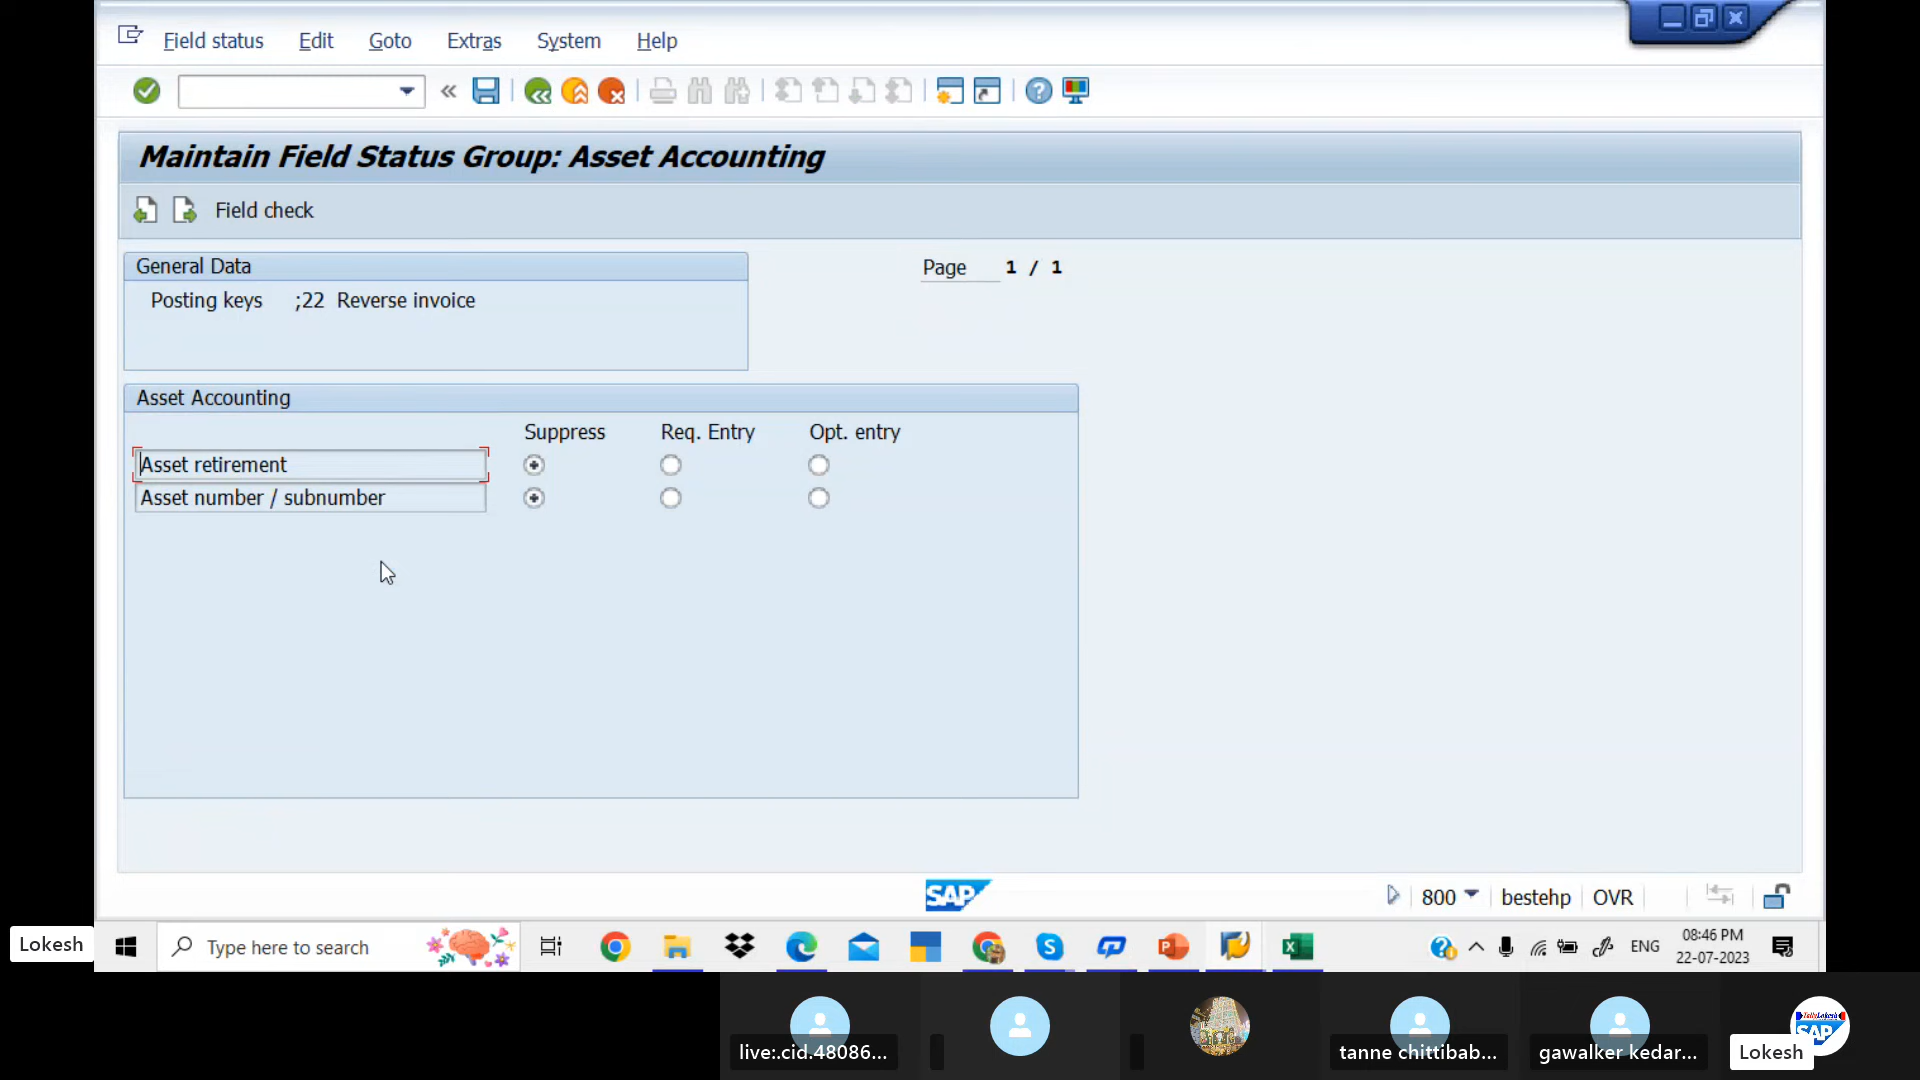 Field status Edit Goto Extras System Help
Maintain Field Status Group: Asset Accounting
Field check
General Data
Page 1 / 1
Posting keys ;22 Reverse invoice
Asset Accounting
Suppress Req. Entry Opt. entry
Asset retirement
Asset number / subnumber
SAP
800 bestehp OVR
Lokesh
Type here to search
ENG
08:46 PM
22-07-2023
live:.cid.48086...
tanne chittibab...
gawalker kedar...
Lokesh
SAP